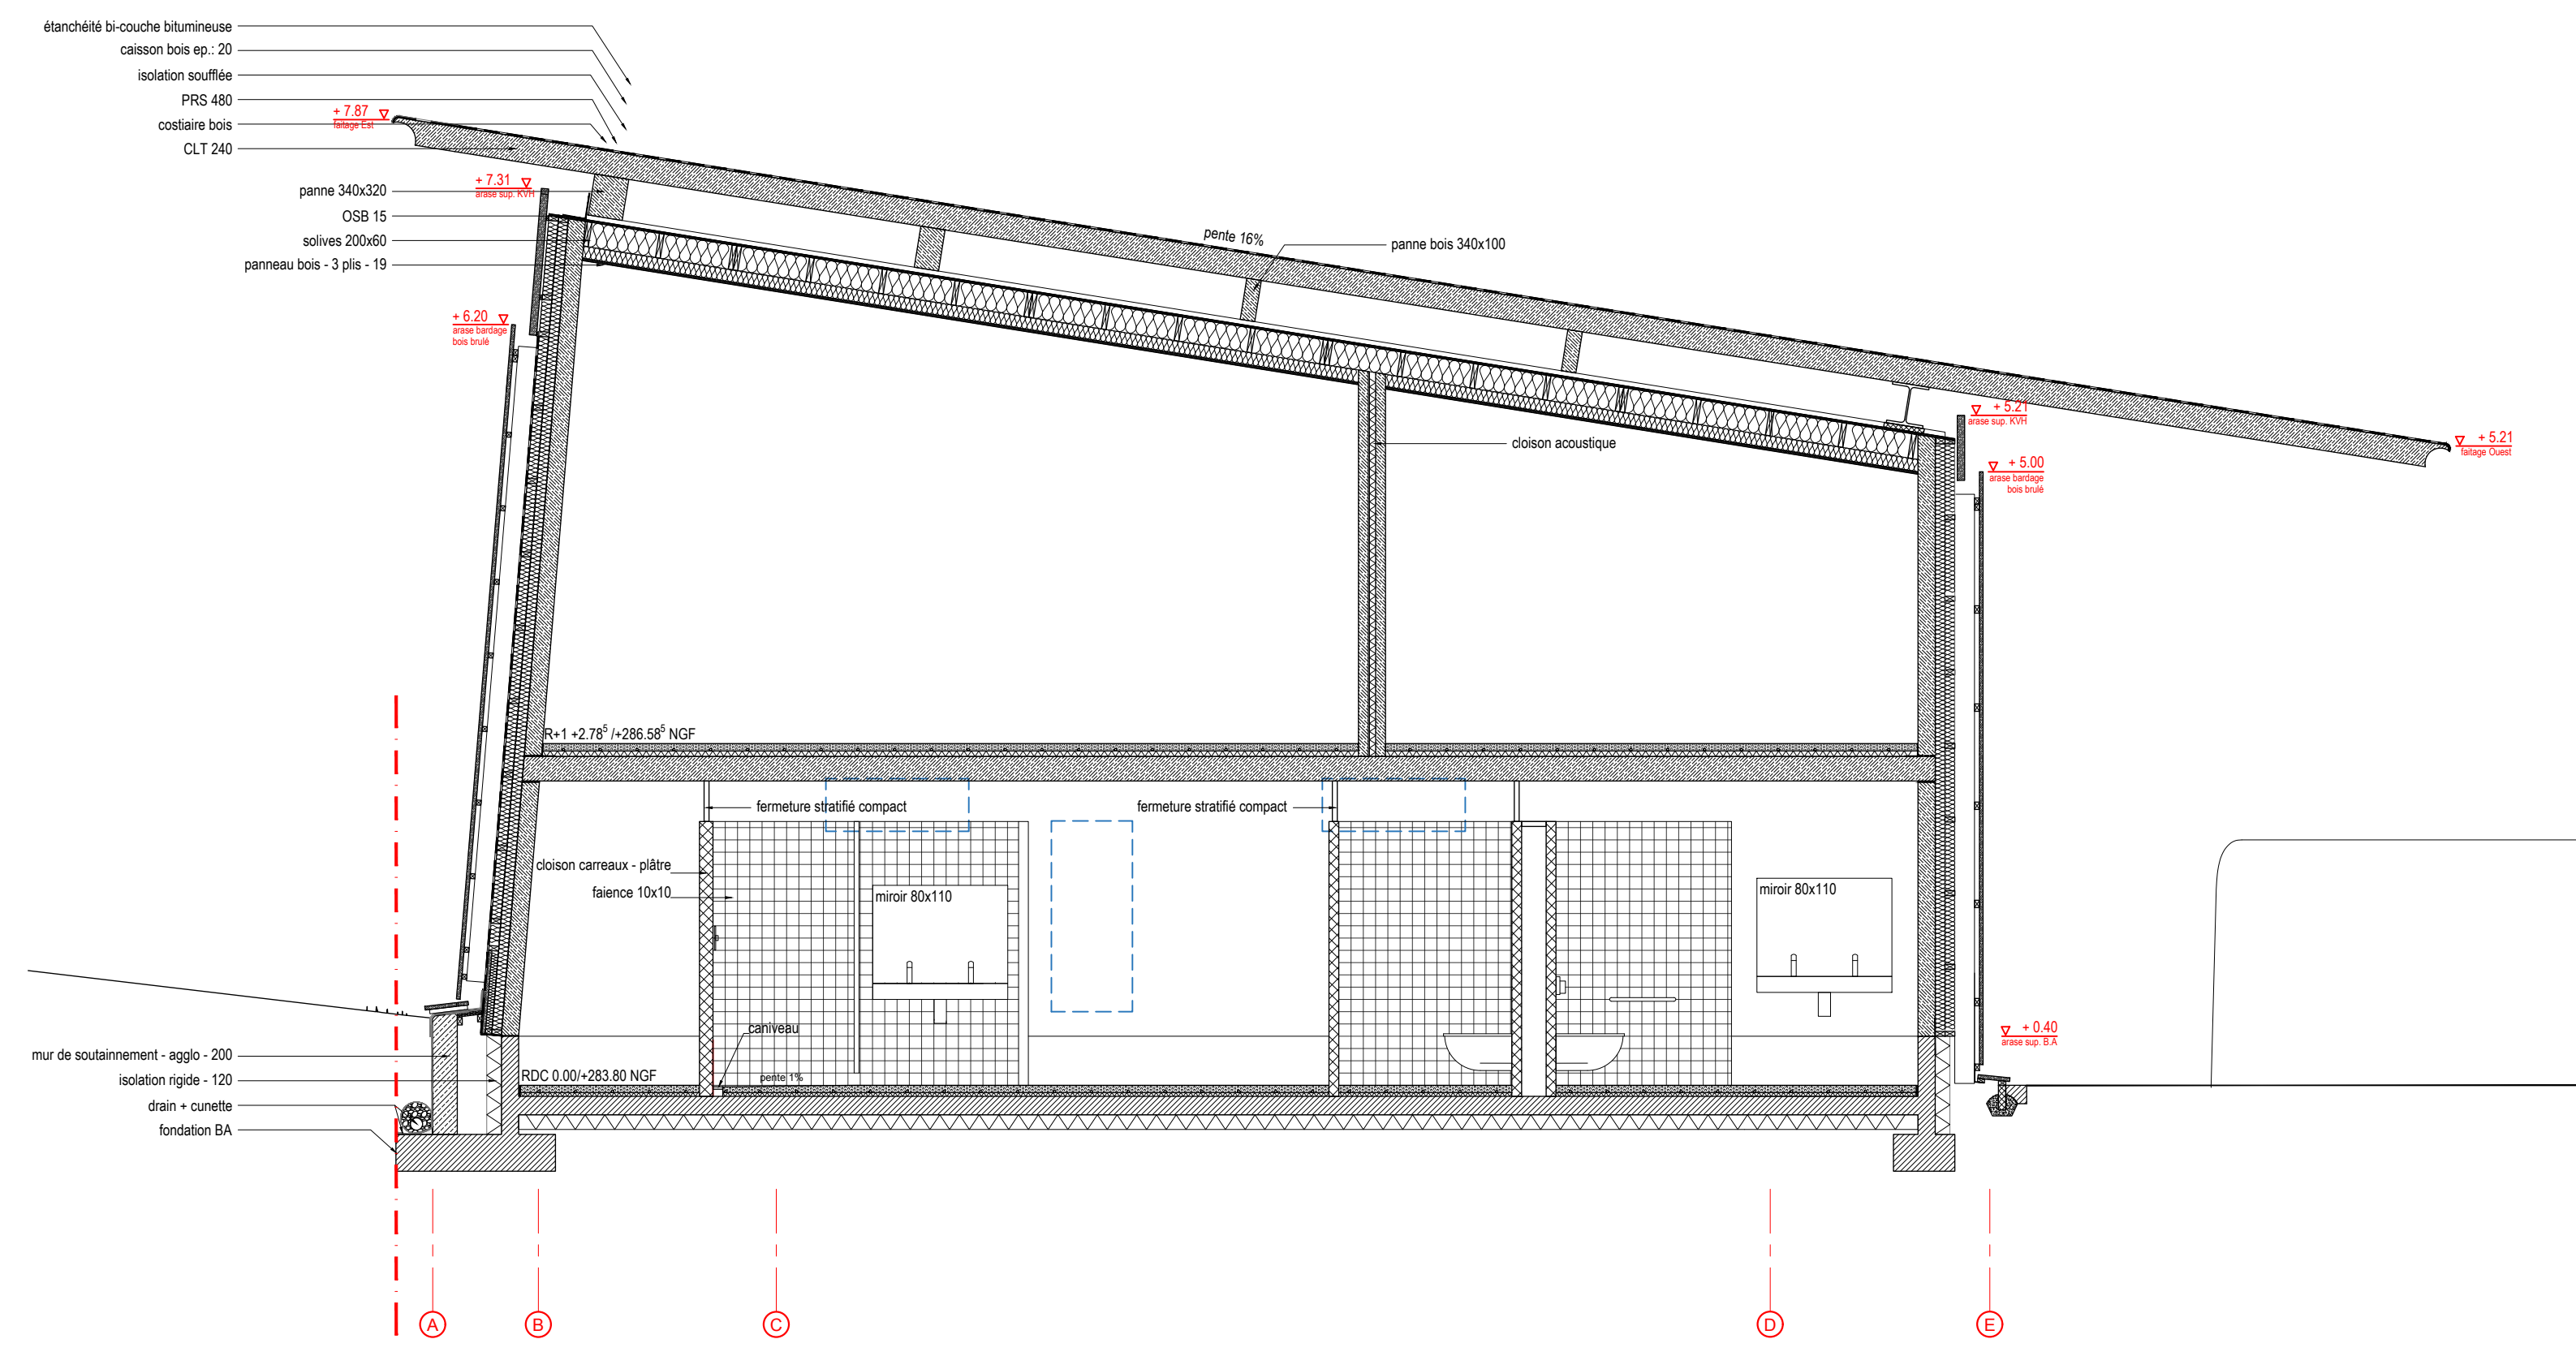 étanchéité bi-couche bitumineuse
caisson bois ep.: 20
isolation soufflée
PRS 480
+ 7.87
faitage Est
costiaire bois
CLT 240
+ 7.31
arase sup. KVH
panne 340x320
OSB 15
solives 200x60
panneau bois - 3 plis - 19
pente 16%
panne bois 340x100
+ 6.20
arase bardage
bois brulé
+ 5.21
arase sup. KVH
+ 5.21
faitage Ouest
cloison acoustique
+ 5.00
arase bardage
bois brulé
R+1 +2.78⁵ /+286.58⁵ NGF
fermeture stratifié compact
fermeture stratifié compact
cloison carreaux - plâtre
faience 10x10
miroir 80x110
miroir 80x110
caniveau
+ 0.40
arase sup. B.A
mur de soutainnement - agglo - 200
isolation rigide - 120
RDC 0.00/+283.80 NGF
pente 1%
drain + cunette
fondation BA
A
B
C
D
E